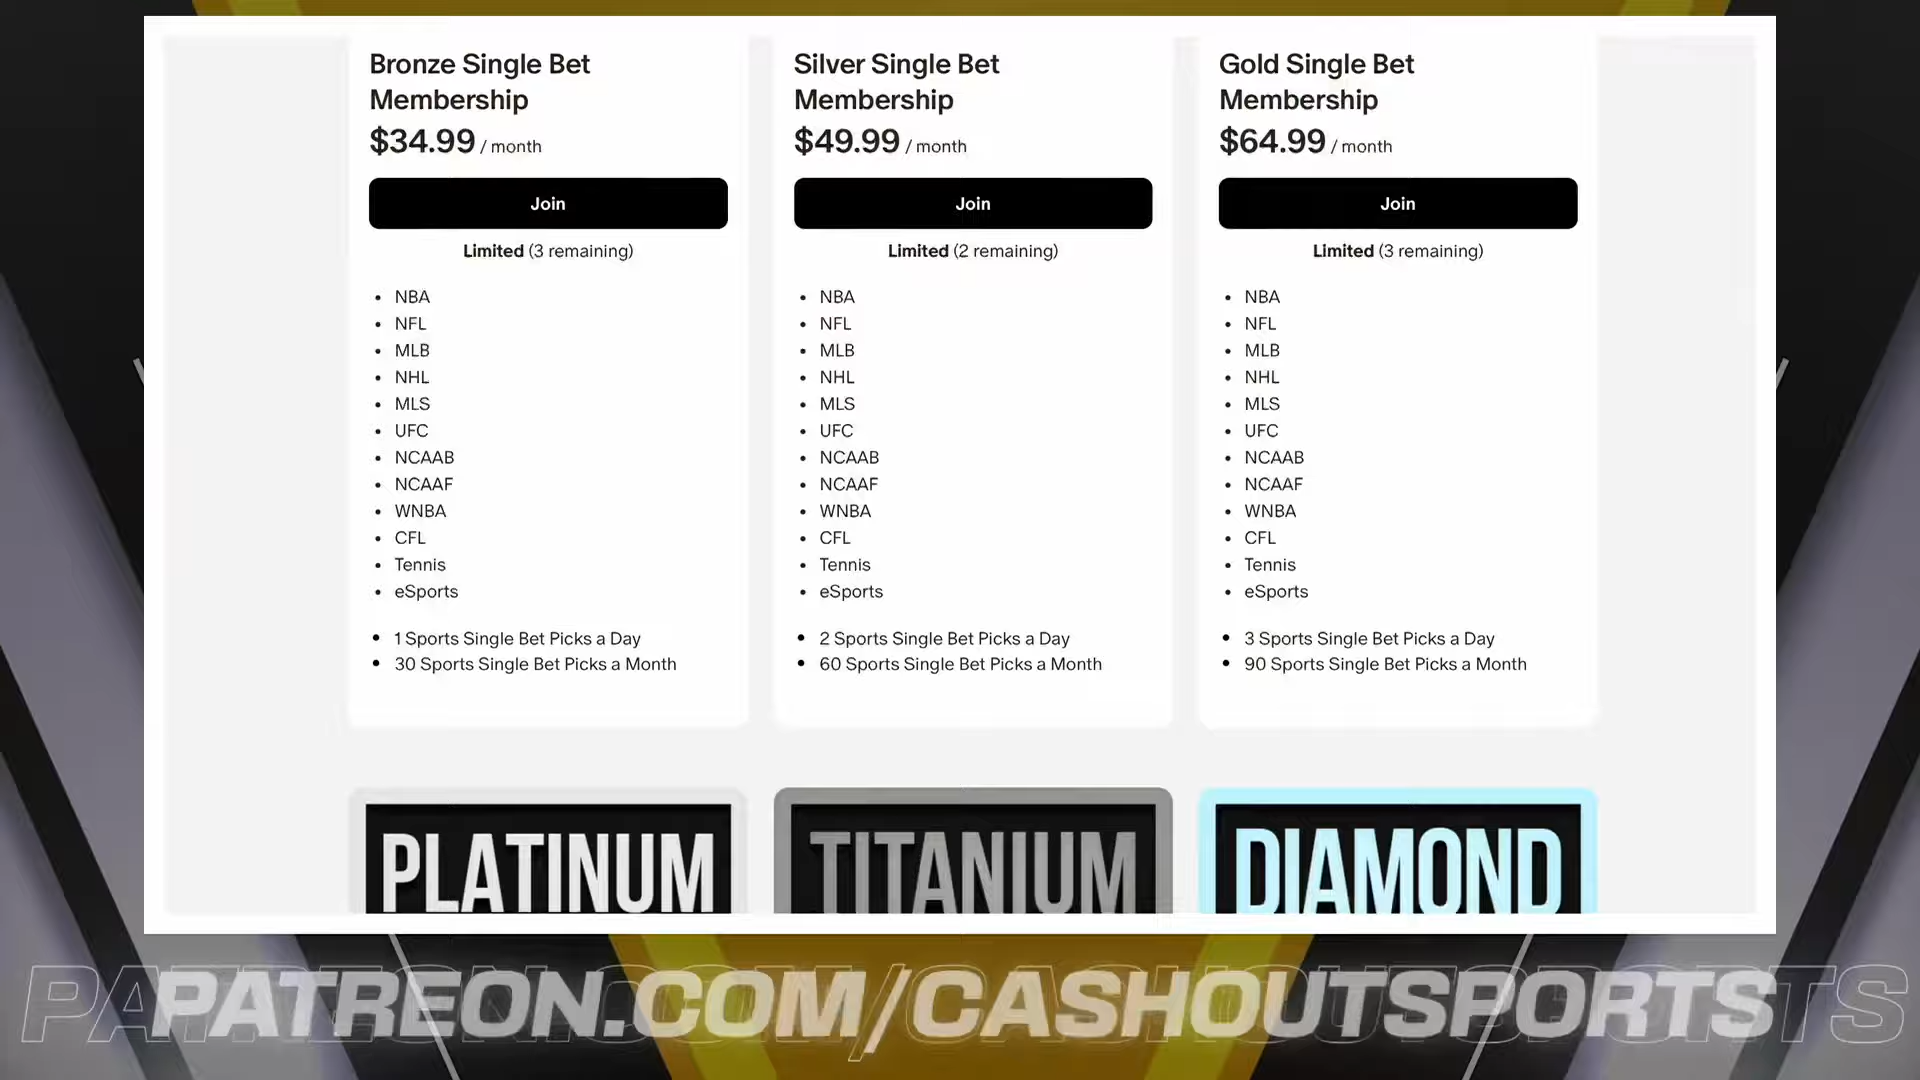 Bronze Single Bet
Membership
$34.99 / month
Join
Limited (3 remaining)
• NBA
• NFL
• MLB
• NHL
• MLS
• UFC
• NCAAB
• NCAAF
• WNBA
• CFL
• Tennis
• eSports
• 1 Sports Single Bet Picks a Day
• 30 Sports Single Bet Picks a Month
Silver Single Bet
Membership
$49.99 / month
Join
Limited (2 remaining)
• NBA
• NFL
• MLB
• NHL
• MLS
• UFC
• NCAAB
• NCAAF
• WNBA
• CFL
• Tennis
• eSports
• 2 Sports Single Bet Picks a Day
• 60 Sports Single Bet Picks a Month
Gold Single Bet
Membership
$64.99 / month
Join
Limited (3 remaining)
• NBA
• NFL
• MLB
• NHL
• MLS
• UFC
• NCAAB
• NCAAF
• WNBA
• CFL
• Tennis
• eSports
• 3 Sports Single Bet Picks a Day
• 90 Sports Single Bet Picks a Month
PLATINUM
TITANIUM
DIAMOND
PATREON.COM/CASHOUTSPORTS